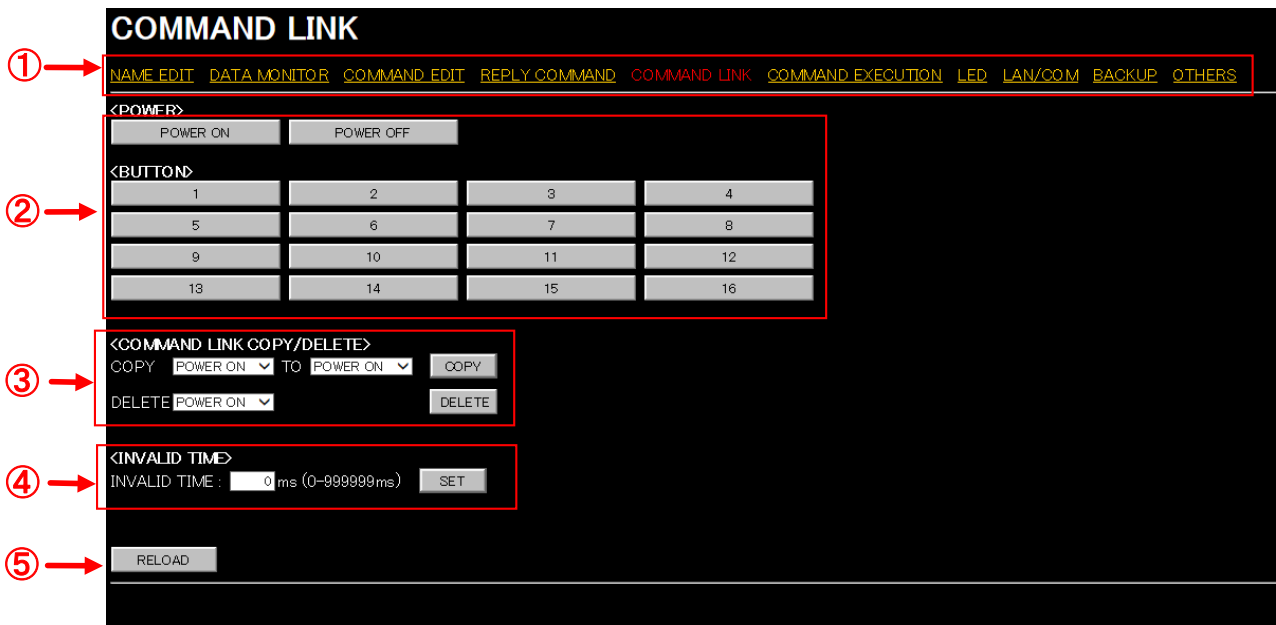 COMMAND LINK
① NAME EDIT DATA MONITOR COMMAND EDIT REPLY COMMAND COMMAND LINK COMMAND EXECUTION LED LAN/COM BACKUP OTHERS
<POWER>
POWER ON POWER OFF
<BUTTON>
1 2 3 4
② 5 6 7 8
9 10 11 12
13 14 15 16
<COMMAND LINK COPY/DELETE>
③ COPY POWER ON TO POWER ON COPY
DELETE POWER ON DELETE
<INVALID TIME>
④ INVALID TIME : 0 ms (0-999999ms) SET
⑤ RELOAD